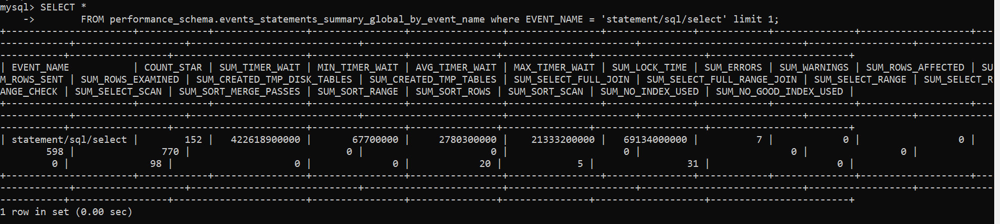 mysql> SELECT *
    ->         FROM performance_schema.events_statements_summary_global_by_event_name where EVENT_NAME = 'statement/sql/select' limit 1;
| EVENT_NAME           | COUNT_STAR | SUM_TIMER_WAIT | MIN_TIMER_WAIT | AVG_TIMER_WAIT | MAX_TIMER_WAIT | SUM_LOCK_TIME | SUM_ERRORS | SUM_WARNINGS | SUM_ROWS_AFFECTED | SU
M_ROWS_SENT | SUM_ROWS_EXAMINED | SUM_CREATED_TMP_DISK_TABLES | SUM_CREATED_TMP_TABLES | SUM_SELECT_FULL_JOIN | SUM_SELECT_FULL_RANGE_JOIN | SUM_SELECT_RANGE | SUM_SELECT_R
ANGE_CHECK | SUM_SELECT_SCAN | SUM_SORT_MERGE_PASSES | SUM_SORT_RANGE | SUM_SORT_ROWS | SUM_SORT_SCAN | SUM_NO_INDEX_USED | SUM_NO_GOOD_INDEX_USED |
| statement/sql/select |        152 |   422618900000 |       67700000 |     2780300000 |    21333200000 |   69134000000 |          7 |            0 |                 0 |
        598 |               770 |                           0 |                      0 |                    0 |                          0 |                0 |
         0 |              98 |                     0 |              0 |            20 |             5 |                31 |                      0 |
1 row in set (0.00 sec)